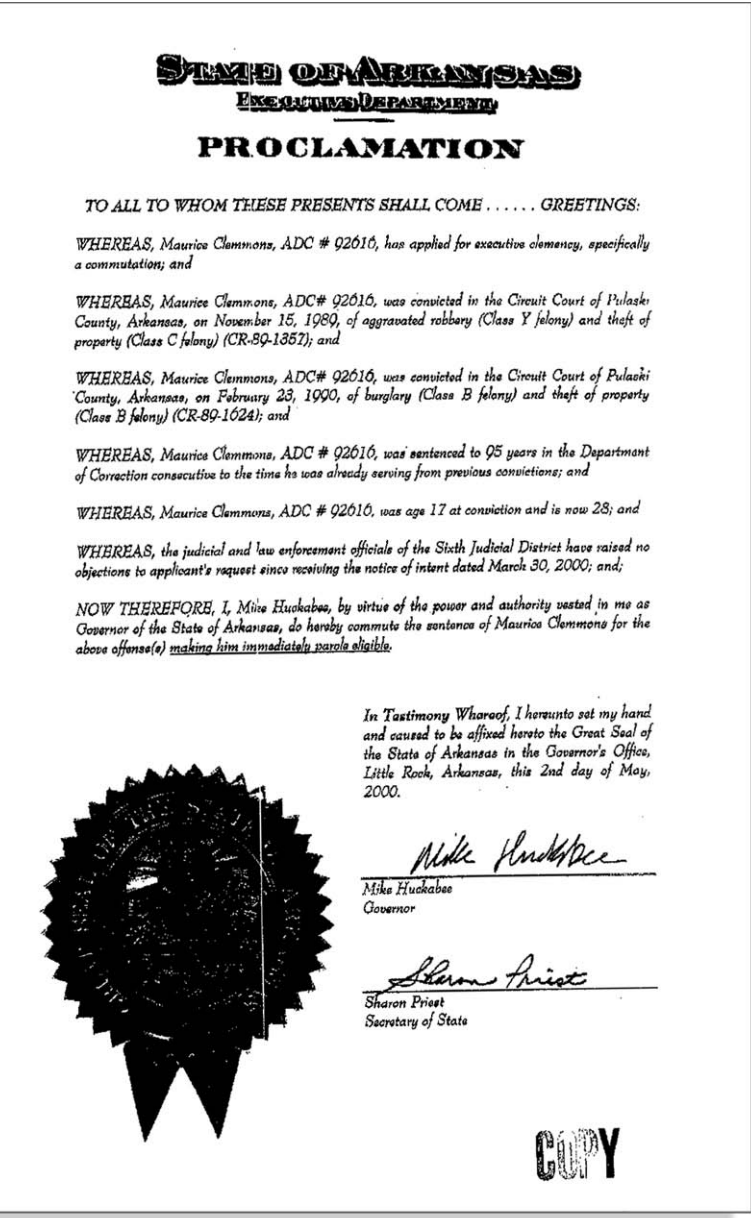 STATE OF ARKANSAS
EXECUTIVE DEPARTMENT
PROCLAMATION
TO ALL TO WHOM THESE PRESENTS SHALL COME . . . . . . GREETINGS:
WHEREAS, Maurice Clemmons, ADC # 92616, has applied for executive clemency, specifically
a commutation; and
WHEREAS, Maurice Clemmons, ADC# 92616, was convicted in the Circuit Court of Pulaski
County, Arkansas, on November 15, 1989, of aggravated robbery (Class Y felony) and theft of
property (Class C felony) (CR-89-1357); and
WHEREAS, Maurice Clemmons, ADC# 92616, was convicted in the Circuit Court of Pulaski
County, Arkansas, on February 23, 1990, of burglary (Class B felony) and theft of property
(Class B felony) (CR-89-1624); and
WHEREAS, Maurice Clemmons, ADC # 92616, was sentenced to 95 years in the Department
of Correction consecutive to the time he was already serving from previous convictions; and
WHEREAS, Maurice Clemmons, ADC # 92616, was age 17 at conviction and is now 28; and
WHEREAS, the judicial and law enforcement officials of the Sixth Judicial District have raised no
objections to applicant's request since receiving the notice of intent dated March 30, 2000; and;
NOW THEREFORE, I, Mike Huckabee, by virtue of the power and authority vested in me as
Governor of the State of Arkansas, do hereby commute the sentence of Maurice Clemmons for the
above offense(s) making him immediately parole eligible.
In Testimony Whereof, I hereunto set my hand
and caused to be affixed hereto the Great Seal of
the State of Arkansas in the Governor's Office,
Little Rock, Arkansas, this 2nd day of May,
2000.
Mike Huckabee
Mike Huckabee
Governor
Sharon Priest
Sharon Priest
Secretary of State
COPY